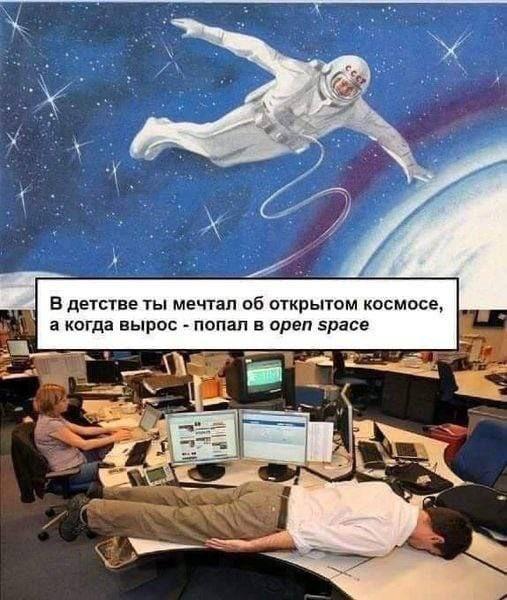 СССР
В детстве ты мечтал об открытом космосе,
а когда вырос - попал в open space